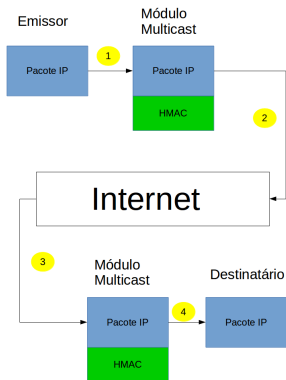 Emissor
Módulo
Multicast
Pacote IP
1
Pacote IP
HMAC
2
Internet
3
Módulo
Multicast
Destinatário
Pacote IP
4
Pacote IP
HMAC